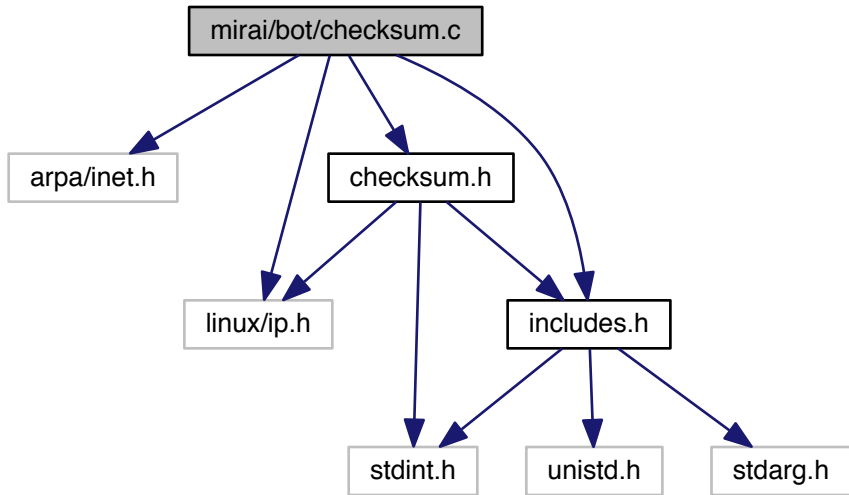 mirai/bot/checksum.c
arpa/inet.h
checksum.h
linux/ip.h
includes.h
stdint.h
unistd.h
stdarg.h